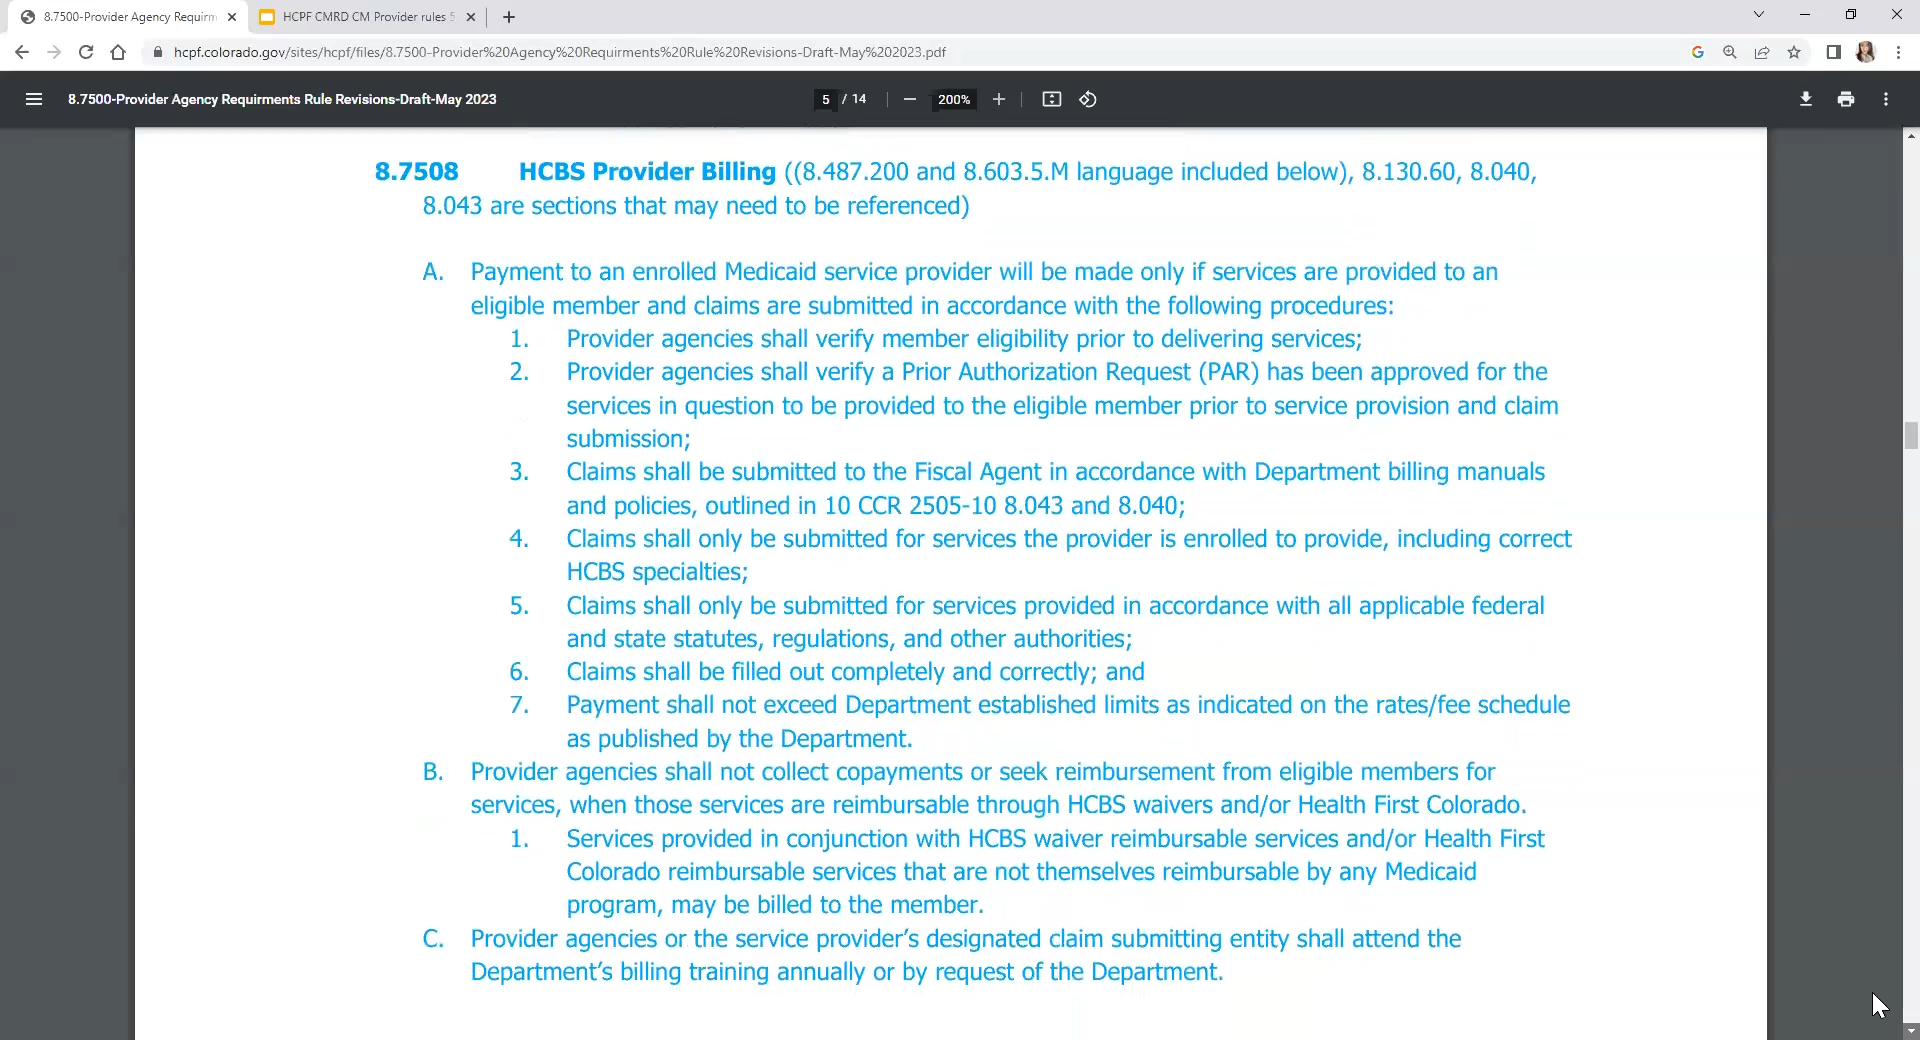 8.7500-Provider Agency Requirm
HCPF CMRD CM Provider rules 5
hcpf.colorado.gov/sites/hcpf/files/8.7500-Provider%20Agency%20Requirments%20Rule%20Revisions-Draft-May%202023.pdf
8.7500-Provider Agency Requirments Rule Revisions-Draft-May 2023
5 / 14
200%
8.7508 HCBS Provider Billing ((8.487.200 and 8.603.5.M language included below), 8.130.60, 8.040,
8.043 are sections that may need to be referenced)
A. Payment to an enrolled Medicaid service provider will be made only if services are provided to an
eligible member and claims are submitted in accordance with the following procedures:
1. Provider agencies shall verify member eligibility prior to delivering services;
2. Provider agencies shall verify a Prior Authorization Request (PAR) has been approved for the
services in question to be provided to the eligible member prior to service provision and claim
submission;
3. Claims shall be submitted to the Fiscal Agent in accordance with Department billing manuals
and policies, outlined in 10 CCR 2505-10 8.043 and 8.040;
4. Claims shall only be submitted for services the provider is enrolled to provide, including correct
HCBS specialties;
5. Claims shall only be submitted for services provided in accordance with all applicable federal
and state statutes, regulations, and other authorities;
6. Claims shall be filled out completely and correctly; and
7. Payment shall not exceed Department established limits as indicated on the rates/fee schedule
as published by the Department.
B. Provider agencies shall not collect copayments or seek reimbursement from eligible members for
services, when those services are reimbursable through HCBS waivers and/or Health First Colorado.
1. Services provided in conjunction with HCBS waiver reimbursable services and/or Health First
Colorado reimbursable services that are not themselves reimbursable by any Medicaid
program, may be billed to the member.
C. Provider agencies or the service provider's designated claim submitting entity shall attend the
Department's billing training annually or by request of the Department.